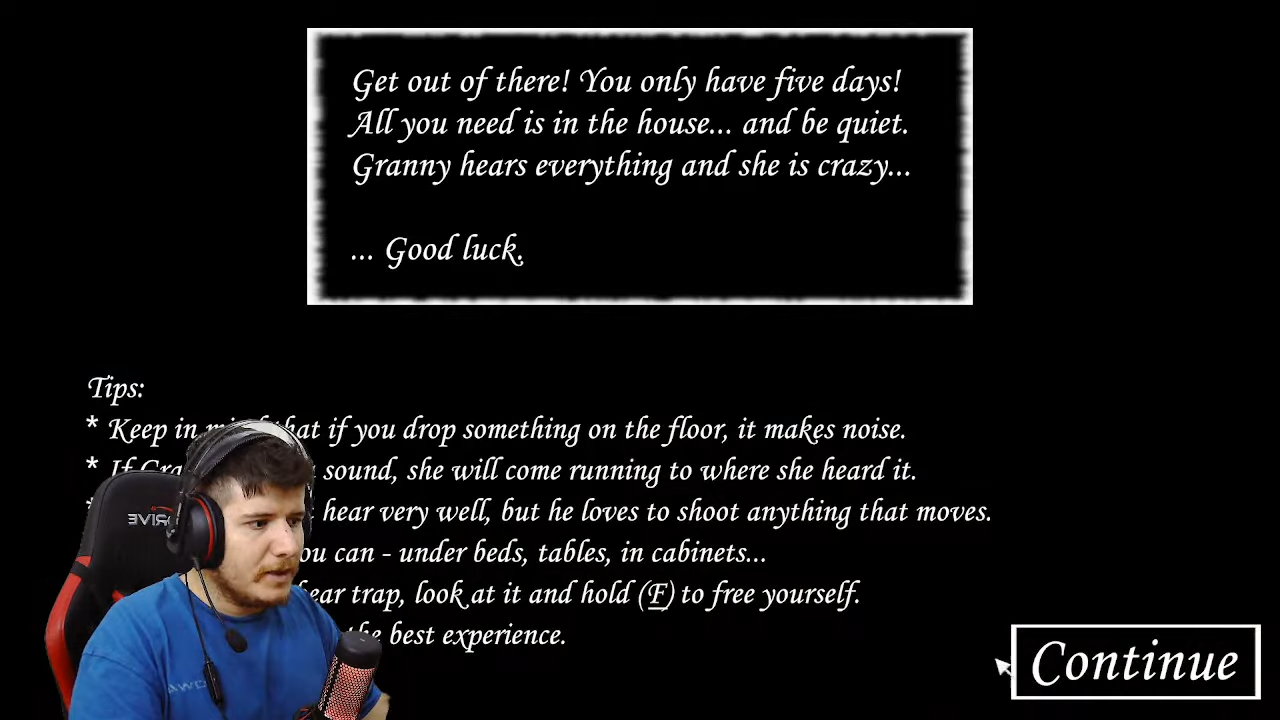 Get out of there! You only have five days!
All you need is in the house... and be quiet.
Granny hears everything and she is crazy...
... Good luck.
Tips:
* Keep in that if you drop something on the floor, it makes noise.
* If sound, she will come running to where she heard it.
hear very well, but he loves to shoot anything that moves.
you can - under beds, tables, in cabinets...
trap, look at it and hold (F) to free yourself.
the best experience.
Continue